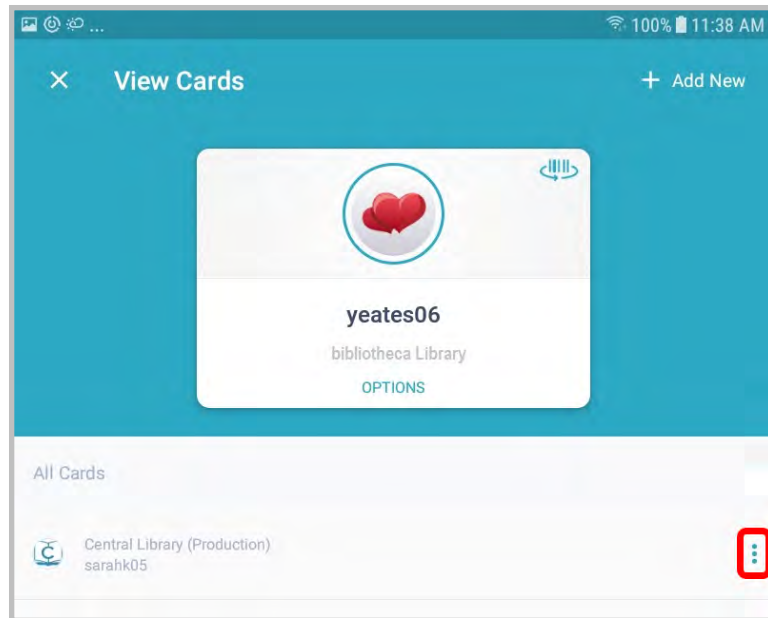 ... 100% 11:38 AM
× View Cards + Add New
yeates06
bibliotheca Library
OPTIONS
All Cards
Central Library (Production)
sarahk05